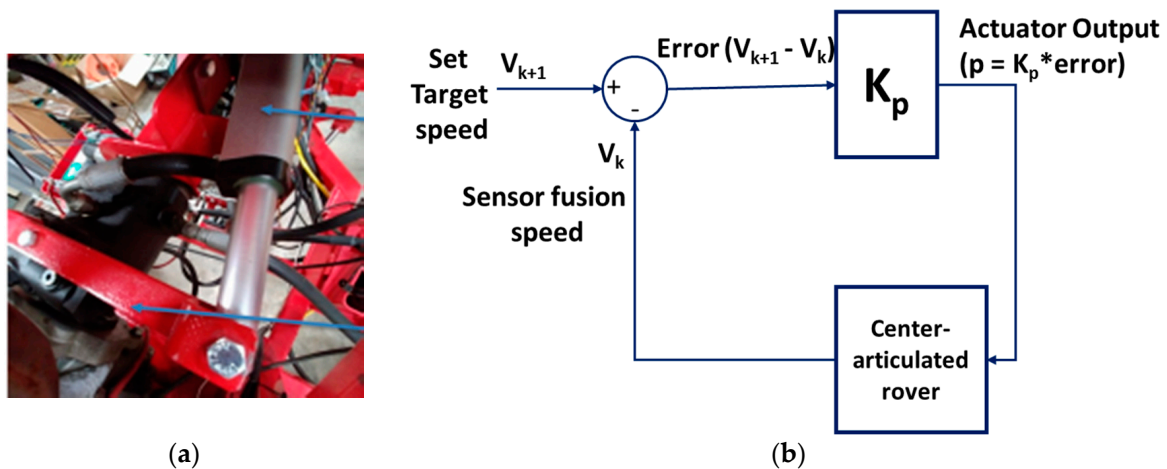 Set
Target
speed
V_{k+1}
+
-
Error (V_{k+1} - V_k)
K_p
Actuator Output
(p = K_p*error)
V_k
Sensor fusion
speed
Center-
articulated
rover
(a)
(b)